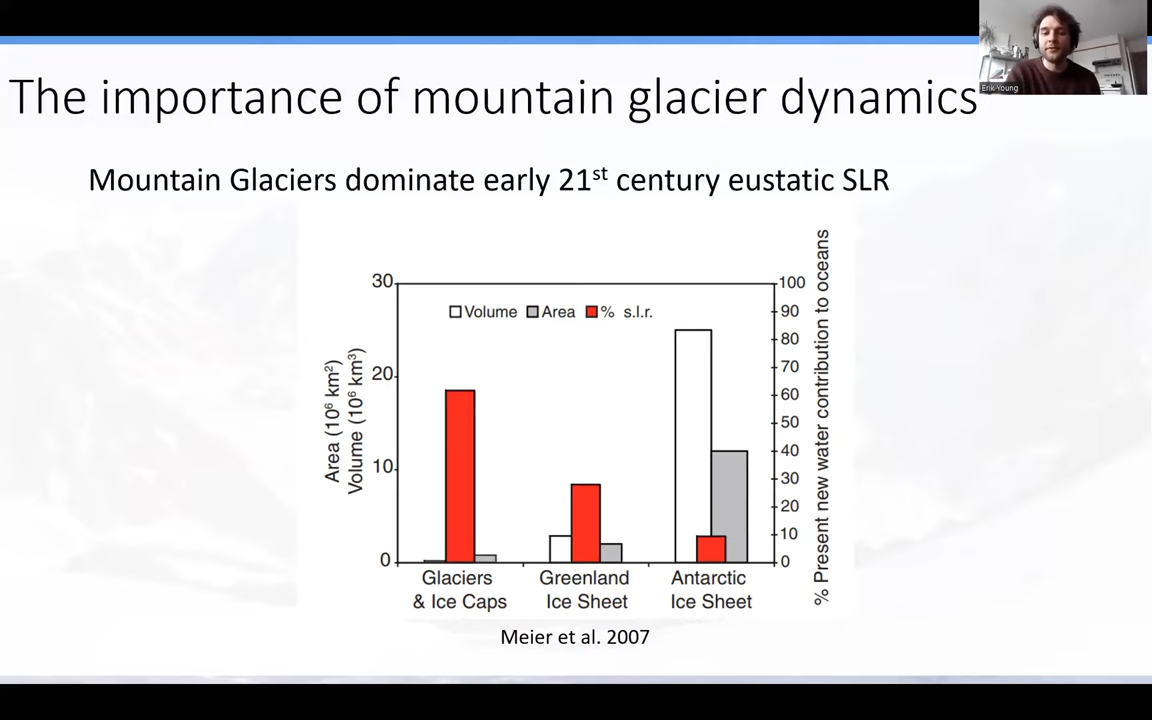 The importance of mountain glacier dynamics
Erik Young
Mountain Glaciers dominate early 21st century eustatic SLR
30
20
10
0
Area (10⁶ km²)
Volume (10⁶ km³)
Volume Area % s.l.r.
100
90
80
70
60
50
40
30
20
10
0
% Present new water contribution to oceans
Glaciers
& Ice Caps
Greenland
Ice Sheet
Antarctic
Ice Sheet
Meier et al. 2007